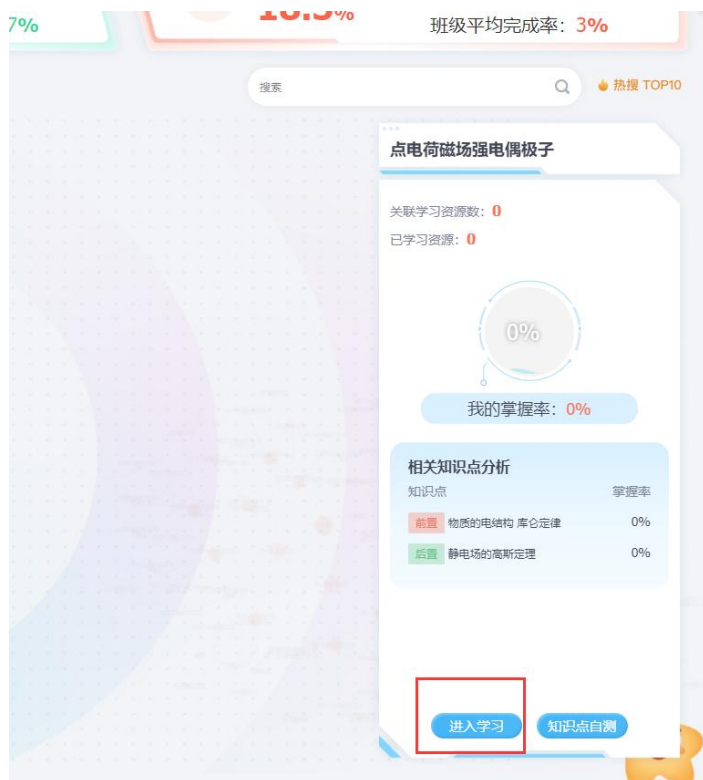 7%
18.5%
班级平均完成率：3%
搜索
热搜 TOP10
点电荷磁场强电偶极子
关联学习资源数：0
已学习资源：0
0%
我的掌握率：0%
相关知识点分析
知识点 掌握率
前置 物质的电结构 库仑定律 0%
后置 静电场的高斯定理 0%
进入学习 知识点自测